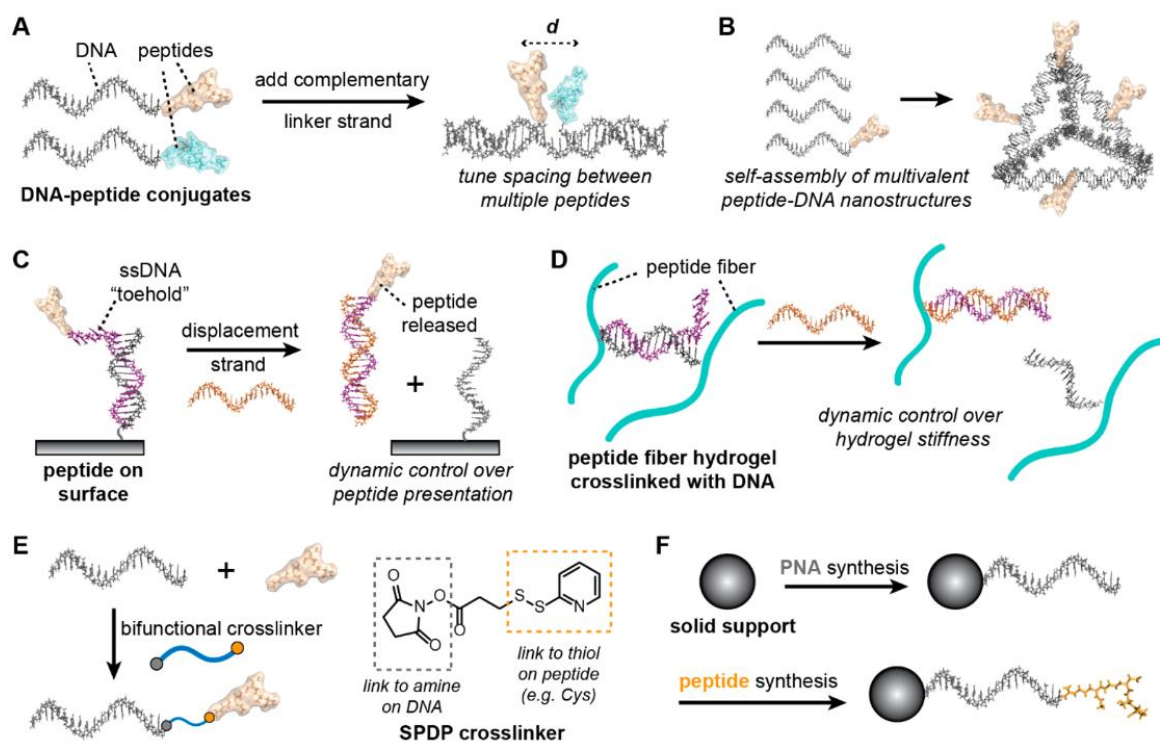 A
DNA
peptides
add complementary
linker strand
d
DNA-peptide conjugates
tune spacing between
multiple peptides
B
self-assembly of multivalent
peptide-DNA nanostructures
C
ssDNA
“toehold”
displacement
strand
peptide
released
+
peptide on
surface
dynamic control over
peptide presentation
D
peptide fiber
peptide fiber hydrogel
crosslinked with DNA
dynamic control over
hydrogel stiffness
E
+
bifunctional crosslinker
O
N
O
O
O
S
S
N
link to amine
on DNA
link to thiol
on peptide
(e.g. Cys)
SPDP crosslinker
F
solid support
PNA synthesis
peptide synthesis